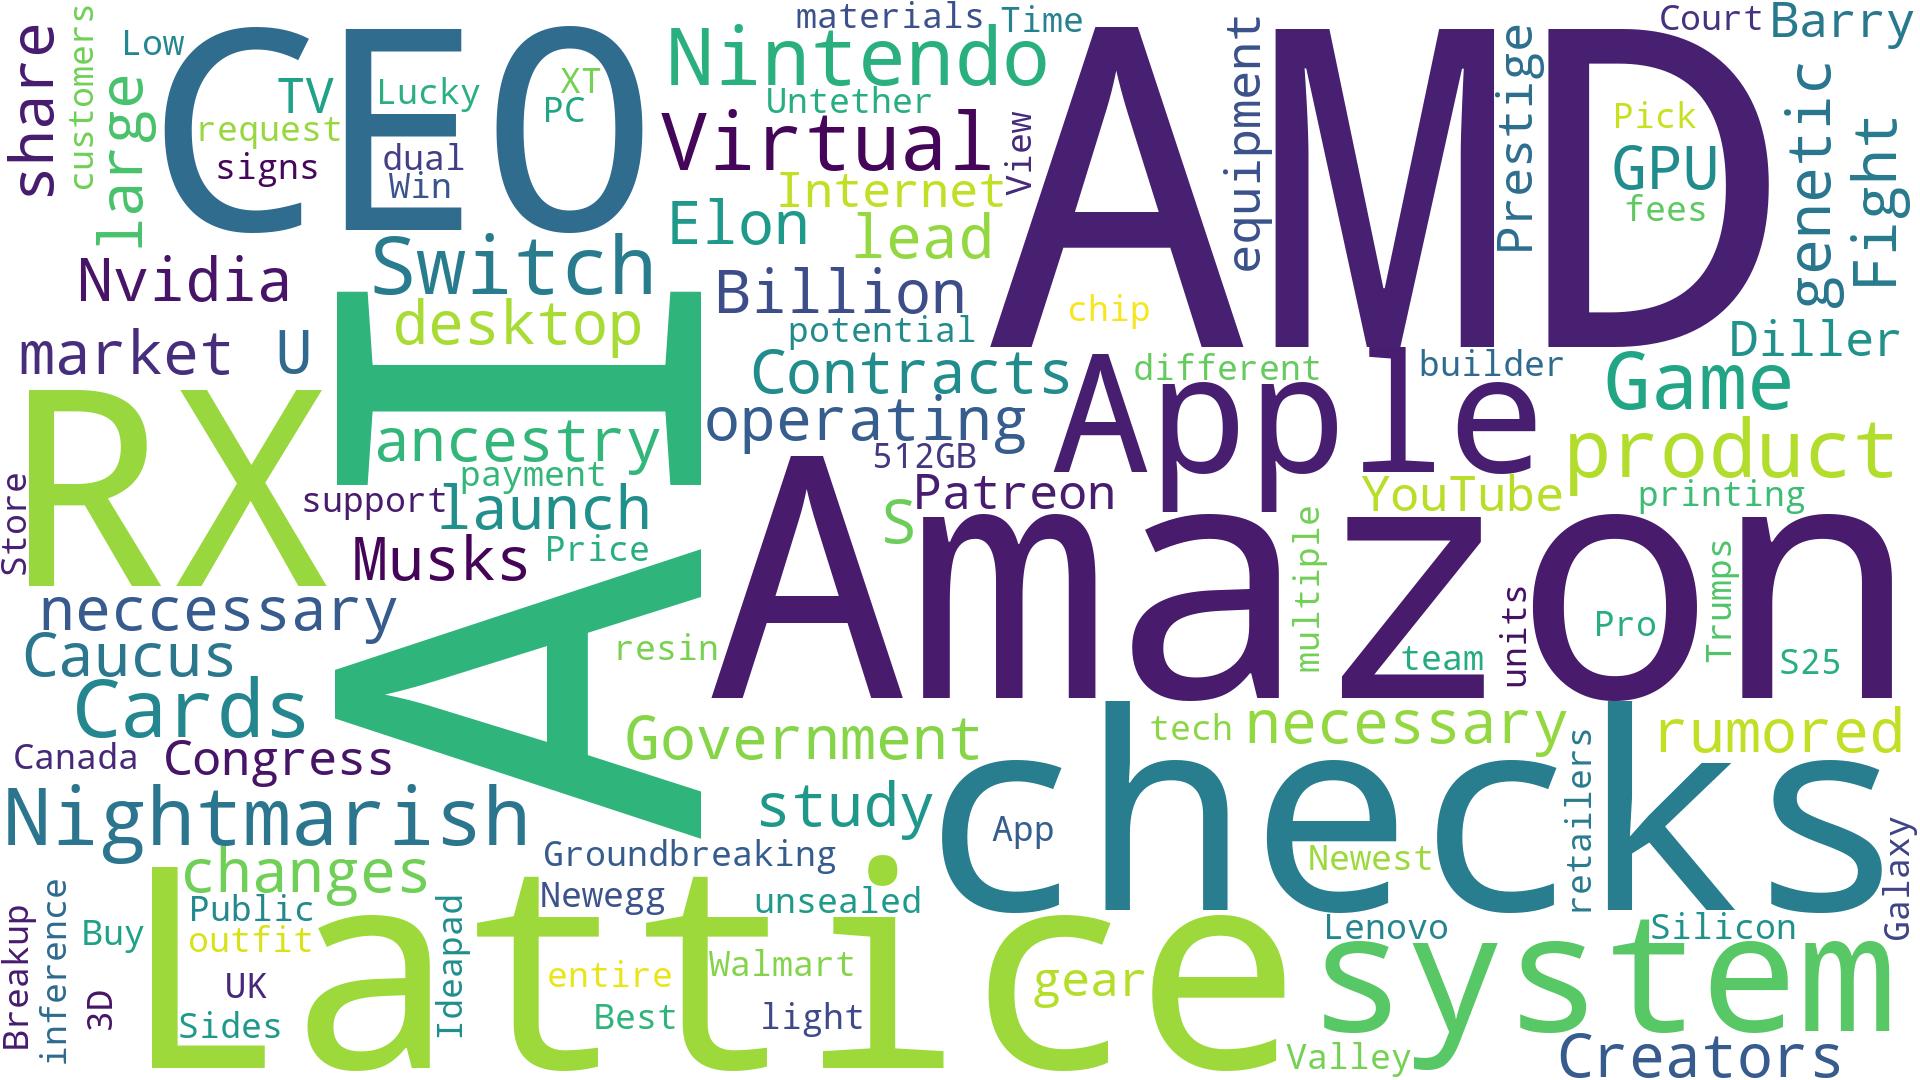 share
customers
Low
large
CEO
TV
request
signs
Lucky
dual
Win
XT
PC
Nintendo
materials
Time
Untether
Virtual
View
Internet
Elon
lead
AMD
equipment
Prestige
Court
Barry
Pick
GPU
fees
genetic
Fight
Nvidia
Switch
desktop
Billion
potential
chip
market
U
Contracts
different
builder
Diller
Game
RX
AI
ancestry
payment
operating
512GB
Apple
product
Store
support
launch
S
Patreon
YouTube
printing
Musks
Price
Amazon
multiple
units
Pro
team
Trumps
S25
neccessary
Caucus
resin
Cards
Canada
Congress
Government
tech
necessary
rumored
Nightmarish
study
checks
App
Newest
retailers
Galaxy
changes
Groundbreaking
Newegg
unsealed
Breakup
inference
Buy
3D
Public
outfit
UK
Sides
Ideapad
Lattice
entire
Best
Walmart
light
gear
Lenovo
Silicon
system
Valley
Creators